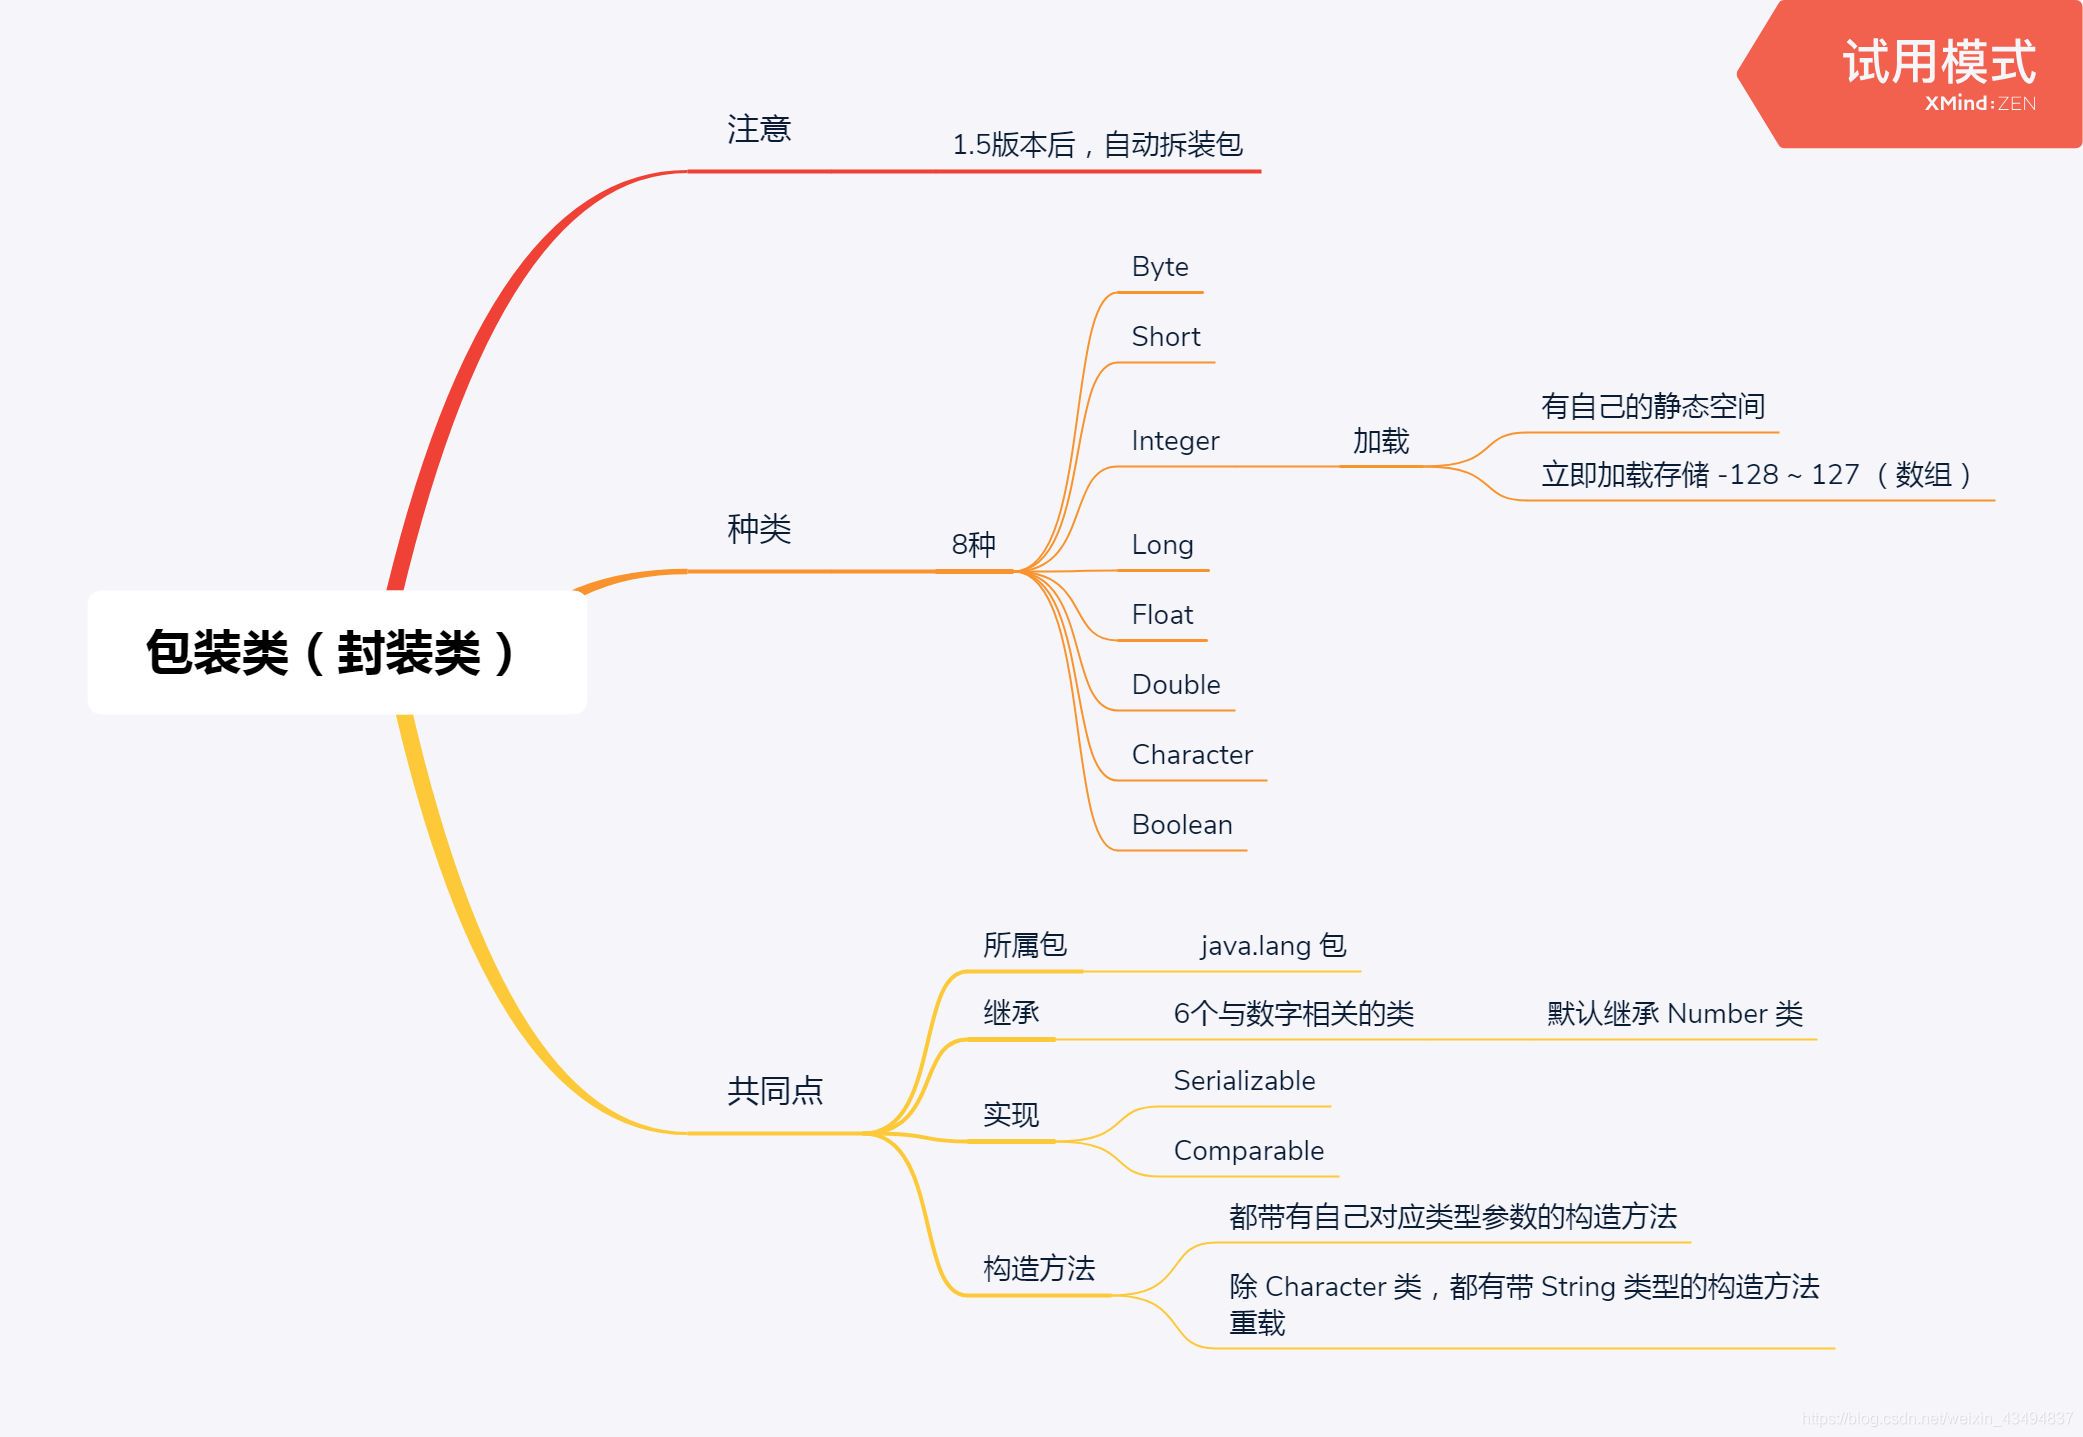 试用模式
XMind:ZEN
注意
1.5版本后，自动拆装包
Byte
Short
有自己的静态空间
Integer
加载
立即加载存储 -128 ~ 127 （数组）
种类
8种
Long
Float
包装类（封装类）
Double
Character
Boolean
所属包
java.lang 包
继承
6个与数字相关的类
默认继承 Number 类
共同点
Serializable
实现
Comparable
都带有自己对应类型参数的构造方法
构造方法
除 Character 类，都有带 String 类型的构造方法
重载
https://blog.csdn.net/weixin_43494837